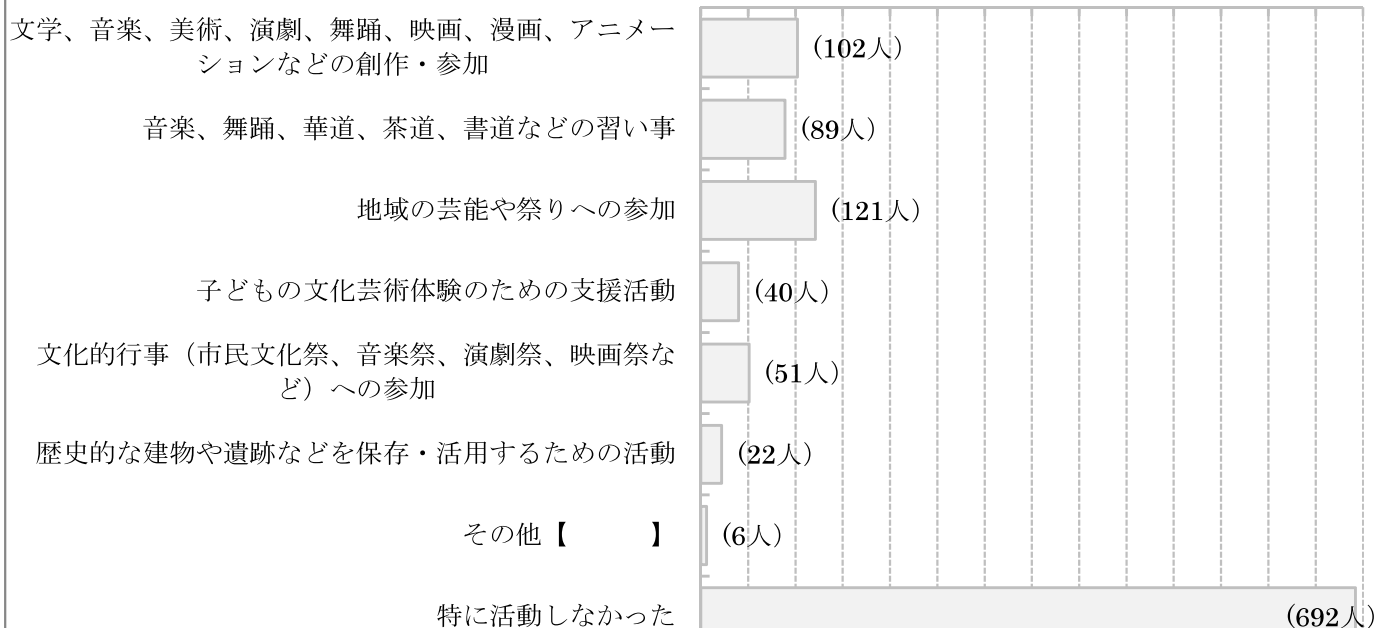 文学、音楽、美術、演劇、舞踊、映画、漫画、アニメー
ションなどの創作・参加
(102人)
音楽、舞踊、華道、茶道、書道などの習い事
(89人)
地域の芸能や祭りへの参加
(121人)
子どもの文化芸術体験のための支援活動
(40人)
文化的行事（市民文化祭、音楽祭、演劇祭、映画祭な
ど）への参加
(51人)
歴史的な建物や遺跡などを保存・活用するための活動
(22人)
その他【　　　】
(6人)
特に活動しなかった
(692人)